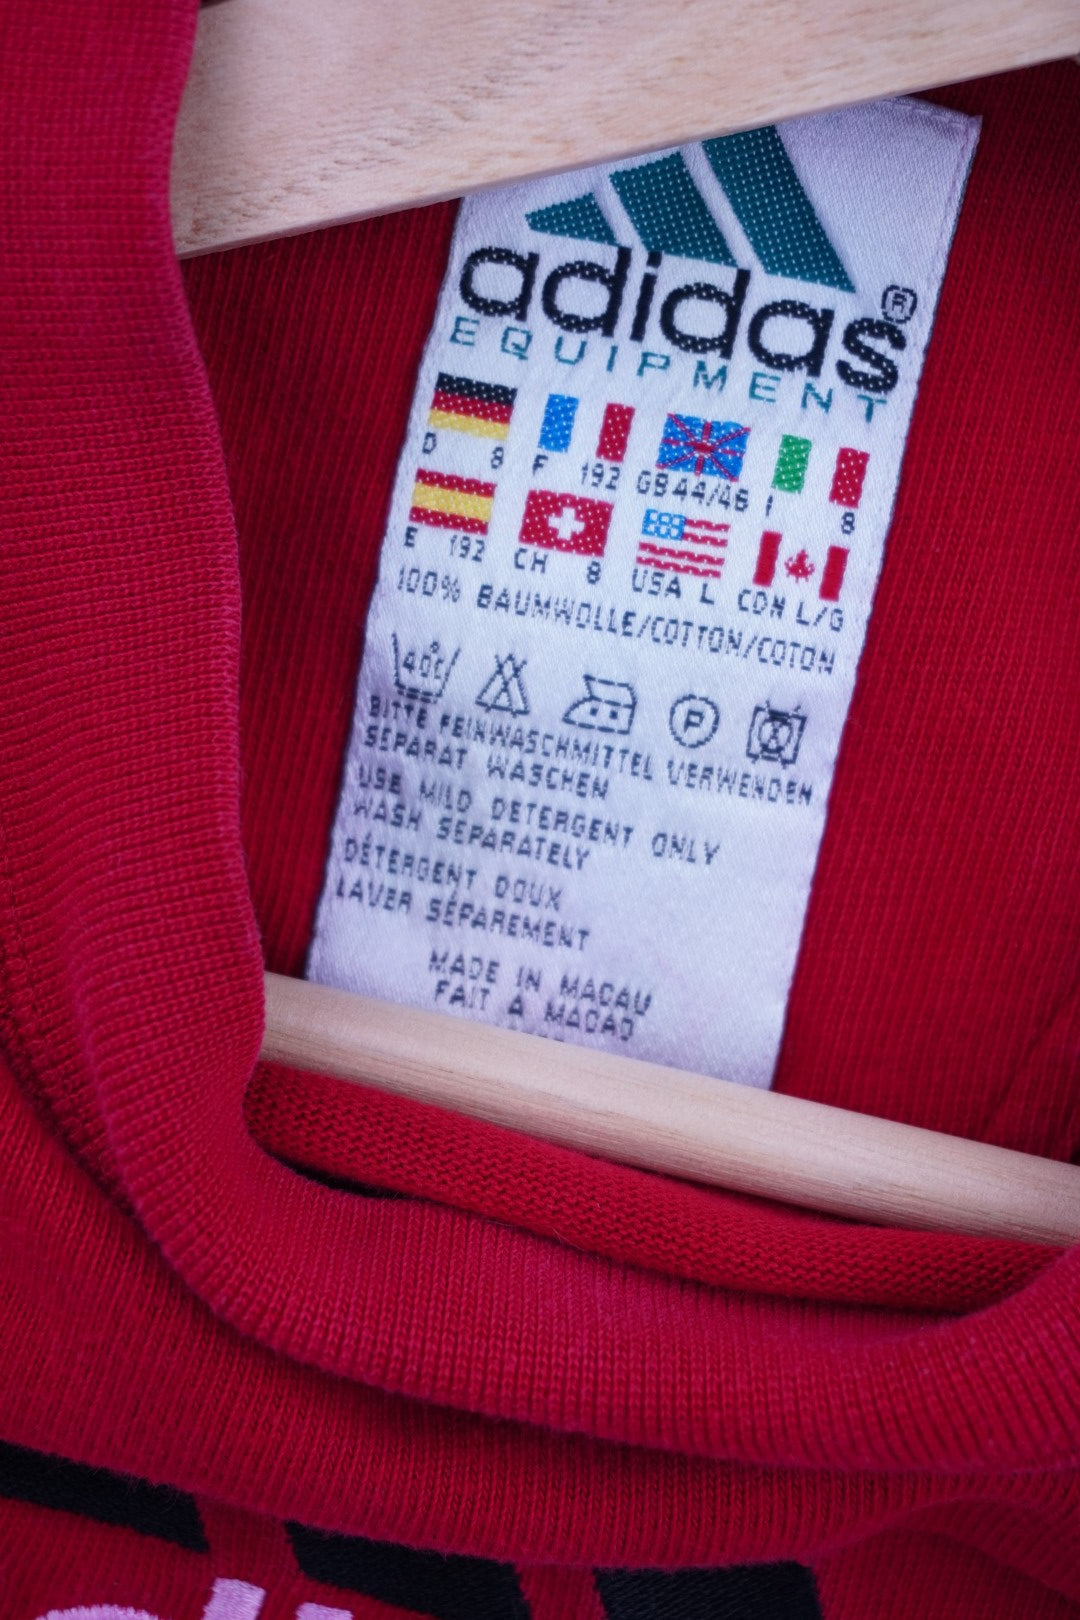 adidas®
EQUIPMENT
D 8 F 192 GB 44/46 I 8
E 192 CH 8 USA L CDN L/G
100% BAUMWOLLE/COTTON/COTON
40°C P
BITTE FEINWASCHMITTEL VERWENDEN
SEPARAT WASCHEN
USE MILD DETERGENT ONLY
WASH SEPARATELY
DÉTERGENT DOUX
LAVER SÉPAREMENT
MADE IN MACAU
FAIT A MACAO